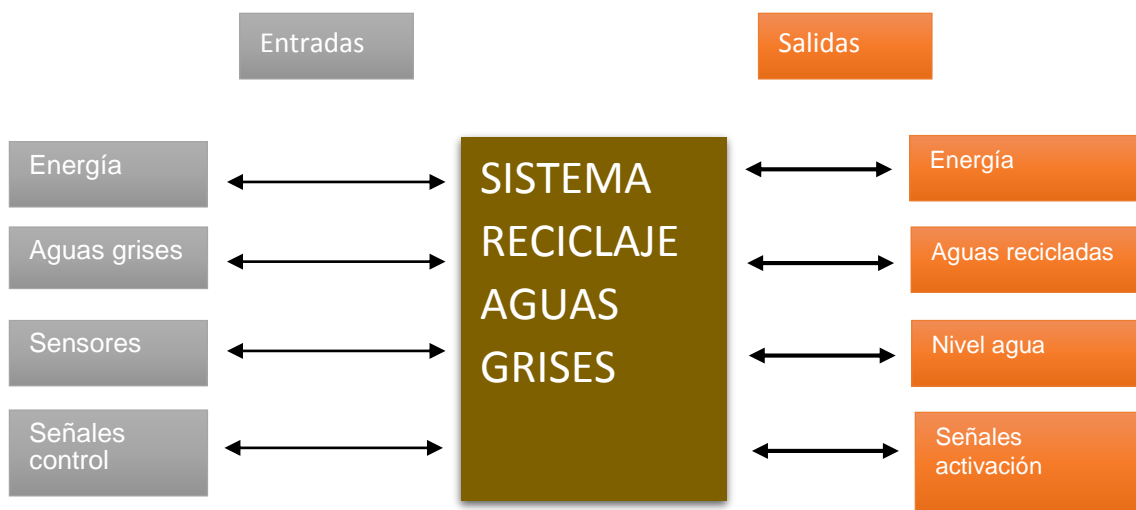 Entradas
Salidas
Energía
Aguas grises
Sensores
Señales
control
SISTEMA
RECICLAJE
AGUAS
GRISES
Energía
Aguas recicladas
Nivel agua
Señales
activación